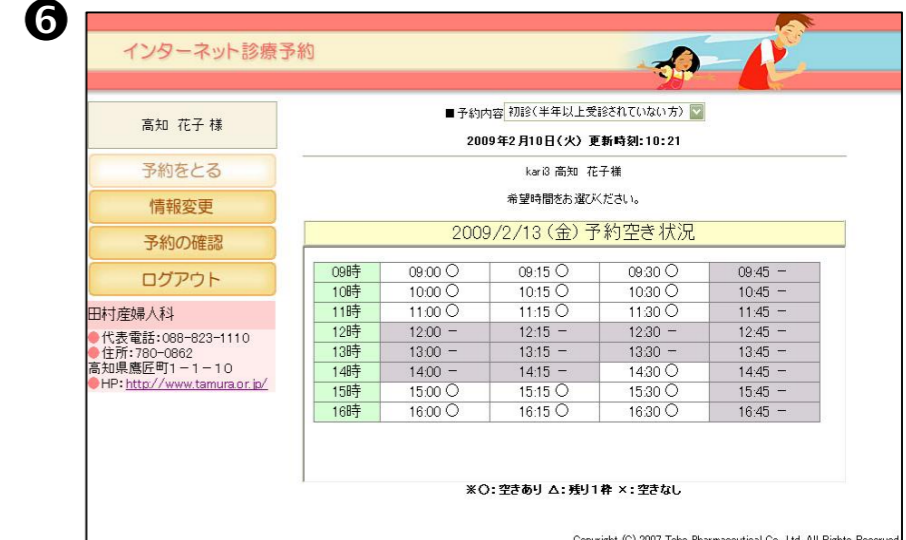 ❻
インターネット診療予約
高知 花子 様
予約をとる
情報変更
予約の確認
ログアウト
田村産婦人科
●代表電話:088-823-1110
●住所:780-0862
高知県鷹匠町1-1-10
●HP:http://www.tamura.or.jp/
■予約内容 初診(半年以上受診されていない方)
2009年2月10日(火) 更新時刻:10:21
kari3 高知 花子様
希望時間をお選びください。
2009/2/13(金)予約空き状況
09時 09:00 ○ 09:15 ○ 09:30 ○ 09:45 −
10時 10:00 ○ 10:15 ○ 10:30 ○ 10:45 −
11時 11:00 ○ 11:15 ○ 11:30 ○ 11:45 −
12時 12:00 − 12:15 − 12:30 − 12:45 −
13時 13:00 − 13:15 − 13:30 − 13:45 −
14時 14:00 − 14:15 − 14:30 ○ 14:45 −
15時 15:00 ○ 15:15 ○ 15:30 ○ 15:45 −
16時 16:00 ○ 16:15 ○ 16:30 ○ 16:45 −
※○:空きあり △:残り1枠 ×:空きなし
Copyright (C) 2007 Toho Pharmaceutical Co., Ltd. All Rights Reserved